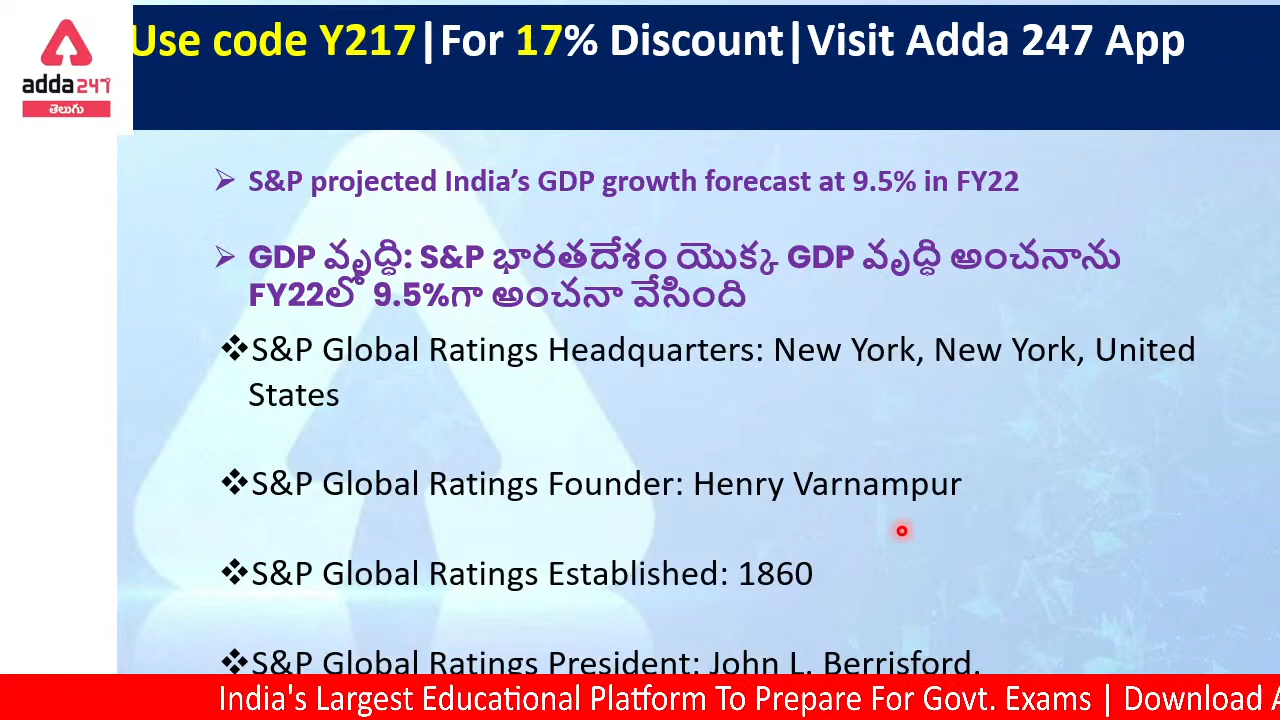 Use code Y217|For 17% Discount|Visit Adda 247 App
adda247
తెలుగు
➢ S&P projected India’s GDP growth forecast at 9.5% in FY22
➢ GDP వృద్ధి: S&P భారతదేశం యొక్క GDP వృద్ధి అంచనాను
FY22లో 9.5%గా అంచనా వేసింది
❖S&P Global Ratings Headquarters: New York, New York, United
States
❖S&P Global Ratings Founder: Henry Varnampur
❖S&P Global Ratings Established: 1860
❖S&P Global Ratings President: John L. Berrisford.
India's Largest Educational Platform To Prepare For Govt. Exams | Download A